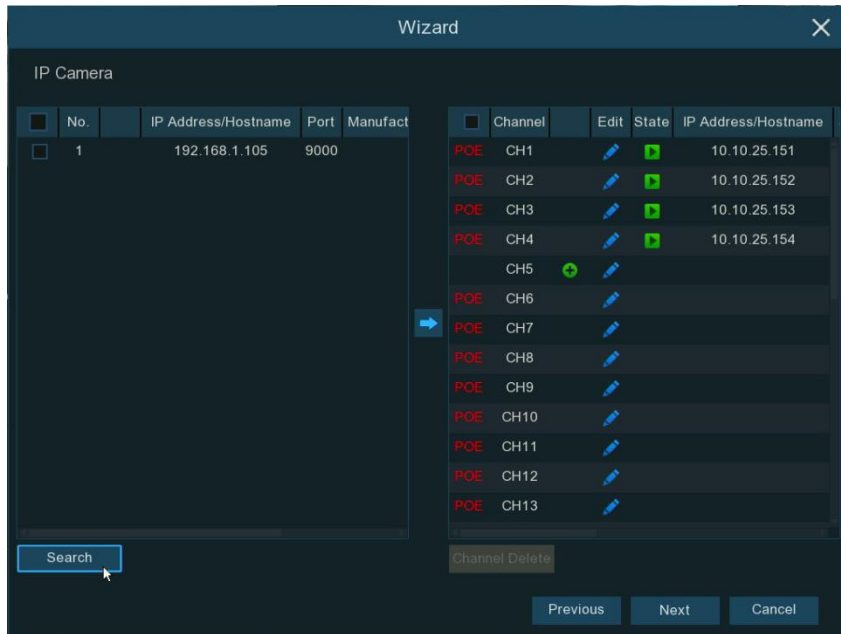 Wizard
IP Camera
No. IP Address/Hostname Port Manufact
1 192.168.1.105 9000
Channel Edit State IP Address/Hostname
POE CH1 10.10.25.151
POE CH2 10.10.25.152
POE CH3 10.10.25.153
POE CH4 10.10.25.154
CH5
POE CH6
POE CH7
POE CH8
POE CH9
POE CH10
POE CH11
POE CH12
POE CH13
Search
Channel Delete
Previous Next Cancel